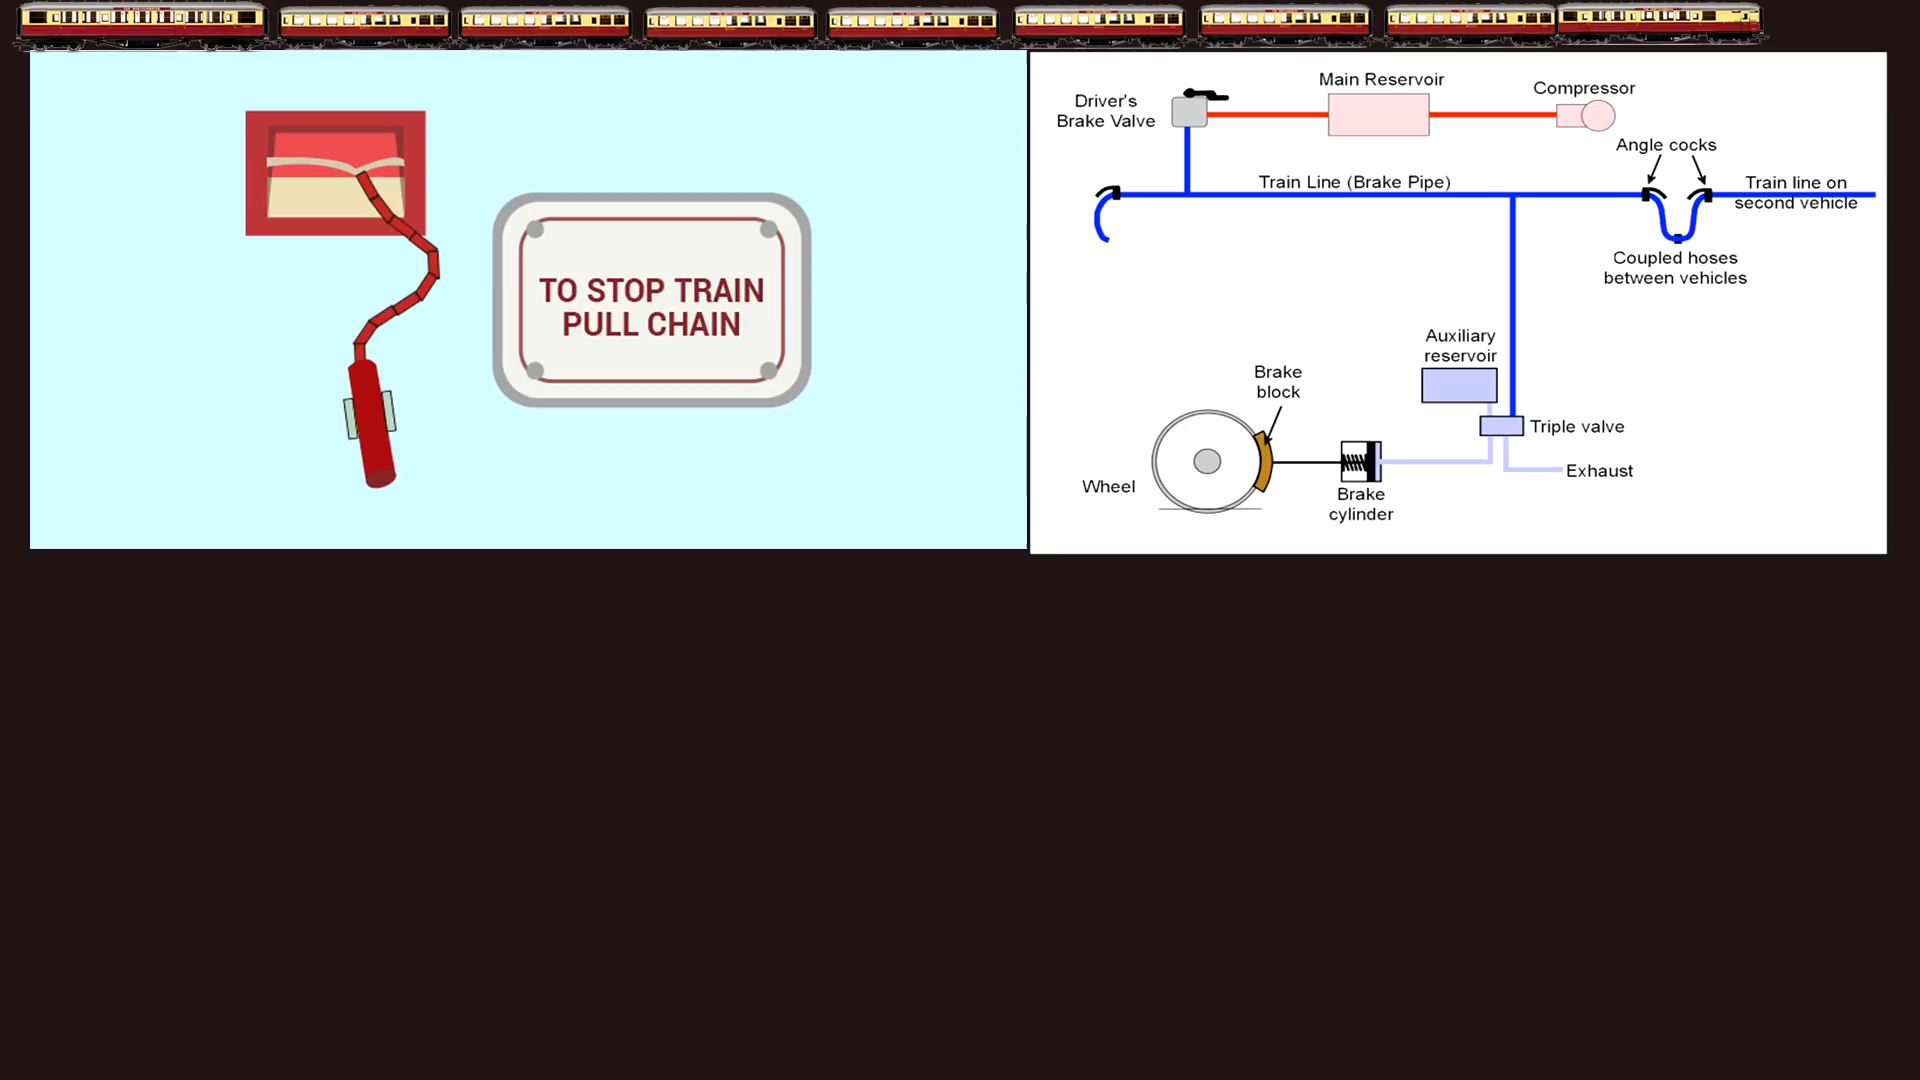 TO STOP TRAIN
PULL CHAIN
Main Reservoir
Compressor
Driver's
Brake Valve
Angle cocks
Train Line (Brake Pipe)
Train line on
second vehicle
Coupled hoses
between vehicles
Auxiliary
reservoir
Brake
block
Triple valve
Exhaust
Wheel
Brake
cylinder